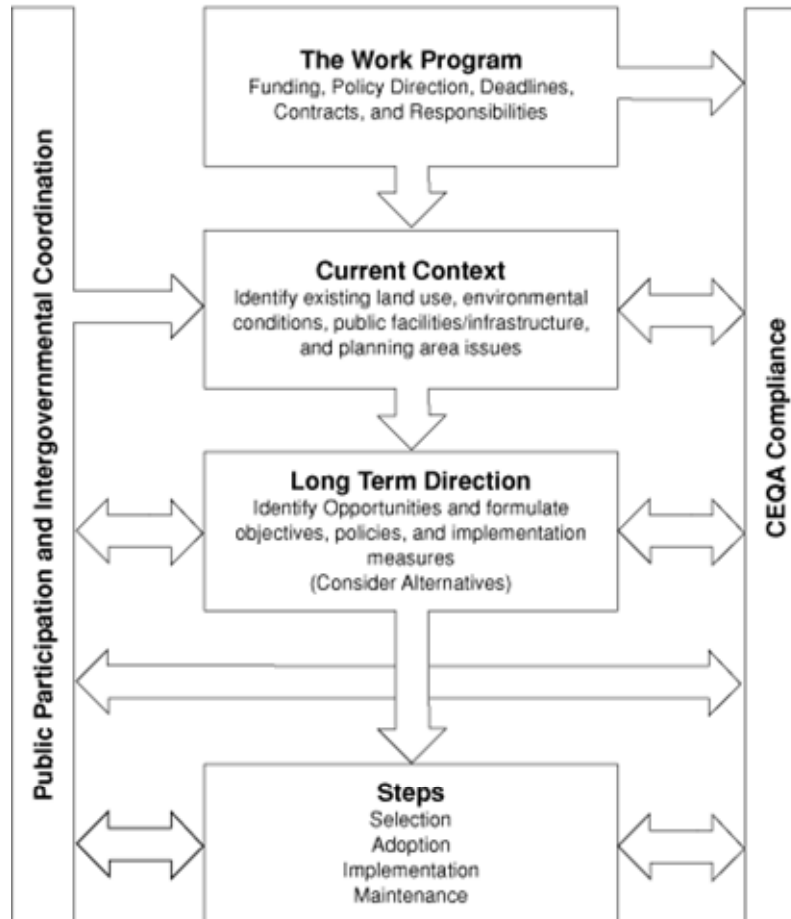 Public Participation and Intergovernmental Coordination
The Work Program
Funding, Policy Direction, Deadlines,
Contracts, and Responsibilities
Current Context
Identify existing land use, environmental
conditions, public facilities/infrastructure,
and planning area issues
Long Term Direction
Identify Opportunities and formulate
objectives, policies, and implementation
measures
(Consider Alternatives)
Steps
Selection
Adoption
Implementation
Maintenance
CEQA Compliance